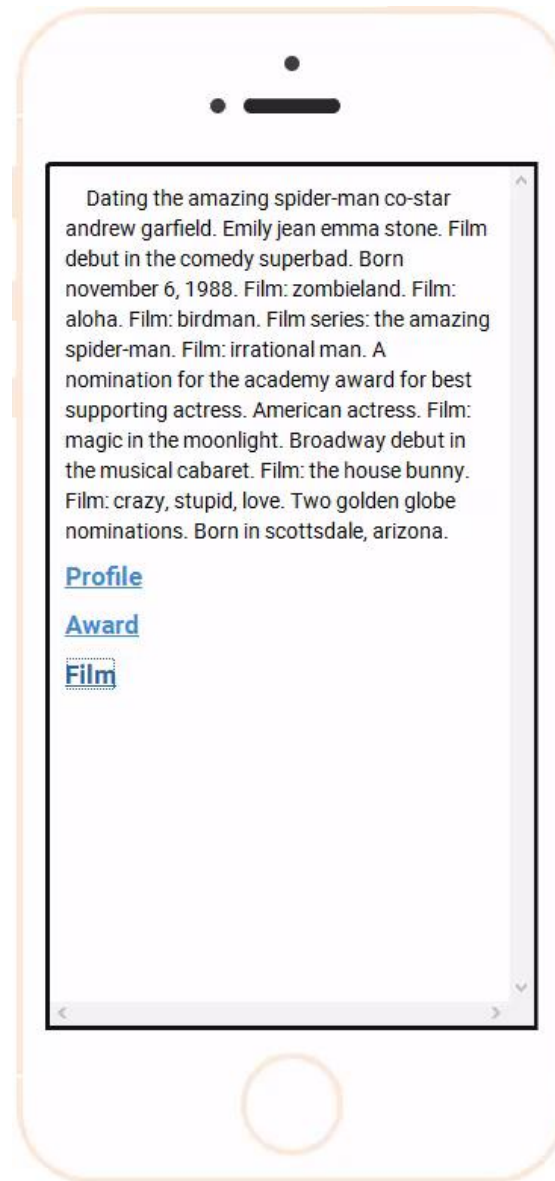 Dating the amazing spider-man co-star
andrew garfield. Emily jean emma stone. Film
debut in the comedy superbad. Born
november 6, 1988. Film: zombieland. Film:
aloha. Film: birdman. Film series: the amazing
spider-man. Film: irrational man. A
nomination for the academy award for best
supporting actress. American actress. Film:
magic in the moonlight. Broadway debut in
the musical cabaret. Film: the house bunny.
Film: crazy, stupid, love. Two golden globe
nominations. Born in scottsdale, arizona.
Profile
Award
Film